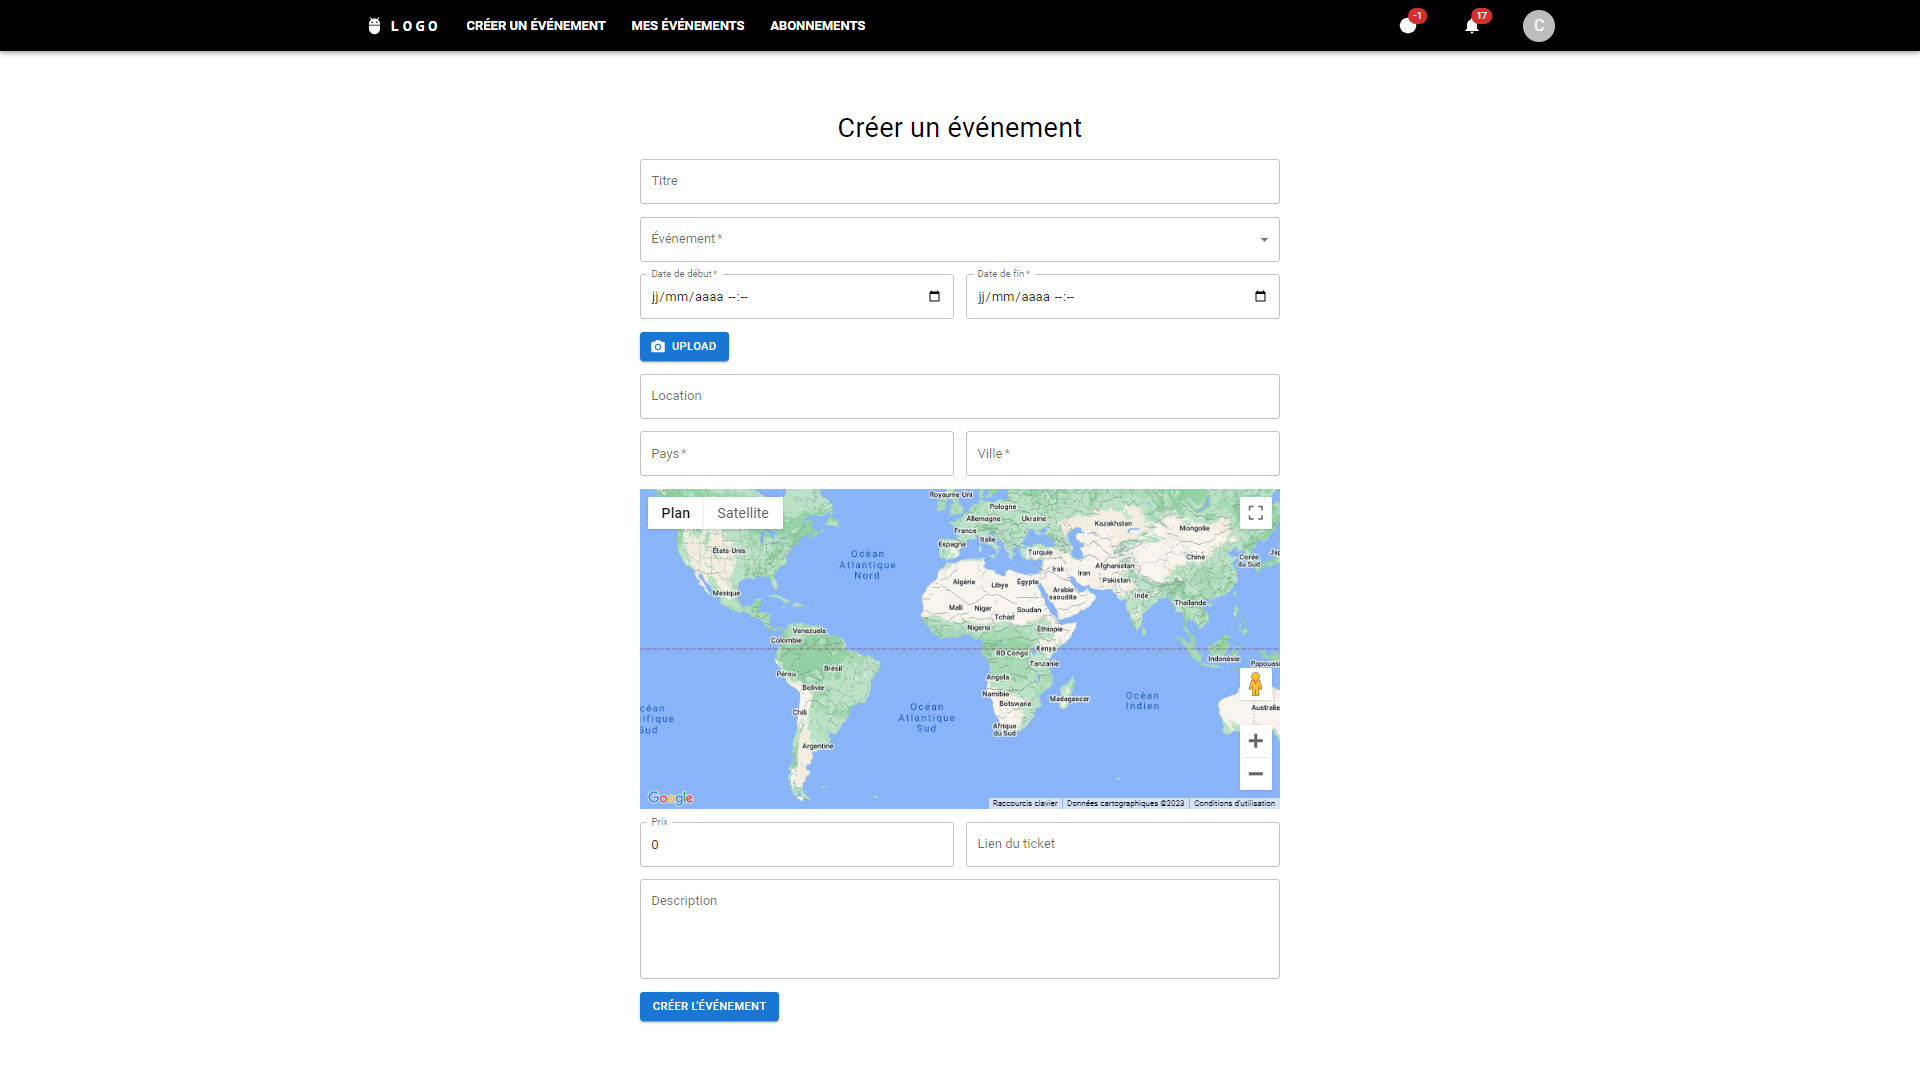 LOGO CRÉER UN ÉVÉNEMENT MES ÉVÉNEMENTS ABONNEMENTS -1 17 C
Créer un événement
Titre
Événement *
Date de début * Date de fin *
jj/mm/aaaa --:-- jj/mm/aaaa --:--
UPLOAD
Location
Pays * Ville *
Plan Satellite
Royaume-Uni
Pologne
Allemagne Ukraine
Kazakhstan
Mongolie
France
Italie
Espagne
États-Unis
Turquie
Océan
Atlantique
Nord
Chine
Corée
du Sud
Irak
Iran
Afghanistan
Pakistan
Algérie
Libye
Égypte
Arabie
saoudite
Mexique
Inde
Thaïlande
Mali
Niger
Soudan
Tchad
Nigeria
Éthiopie
Venezuela
Colombie
RD Congo
Kenya
Tanzanie
Indonésie
Brésil
Pérou
Angola
Bolivie
Namibie
Botswana
Madagascar
Océan
Indien
Australie
Chili
Océan
Atlantique
Sud
Afrique
du Sud
Argentine
Google
Raccourcis clavier Données cartographiques ©2023 Conditions d'utilisation
Prix
0 Lien du ticket
Description
CRÉER L'ÉVÉNEMENT